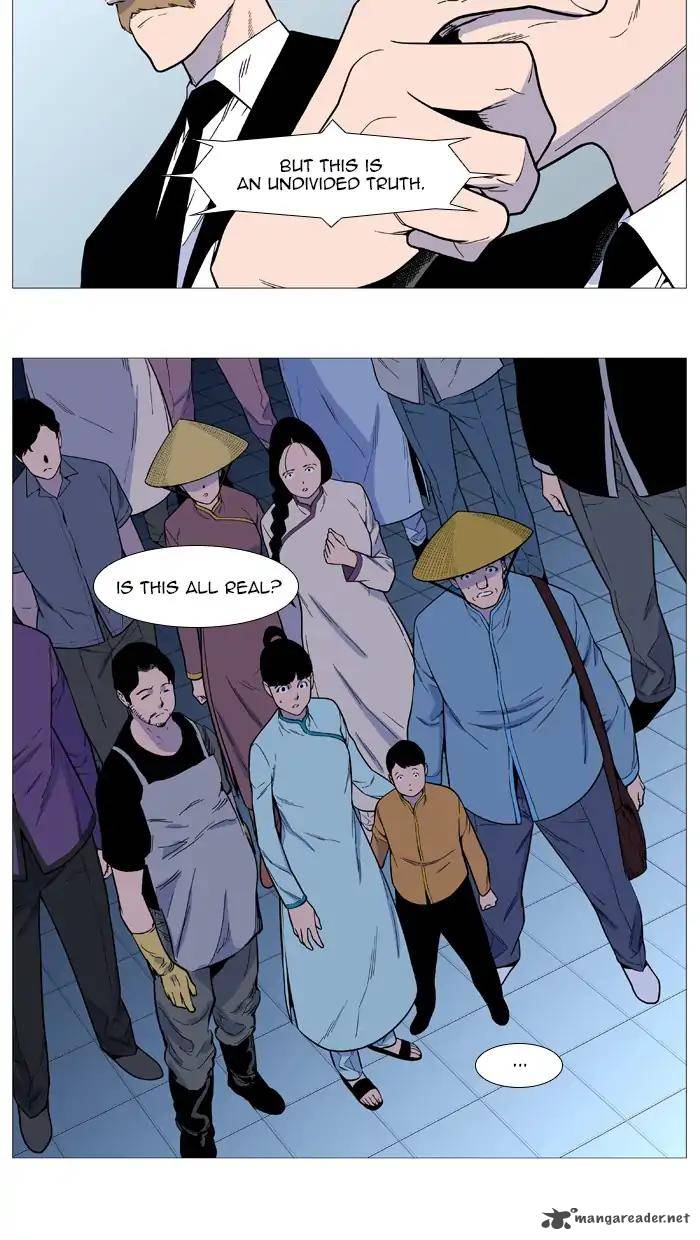 BUT THIS IS
AN UNDIVIDED TRUTH.
IS THIS ALL REAL?
...
mangareader.net